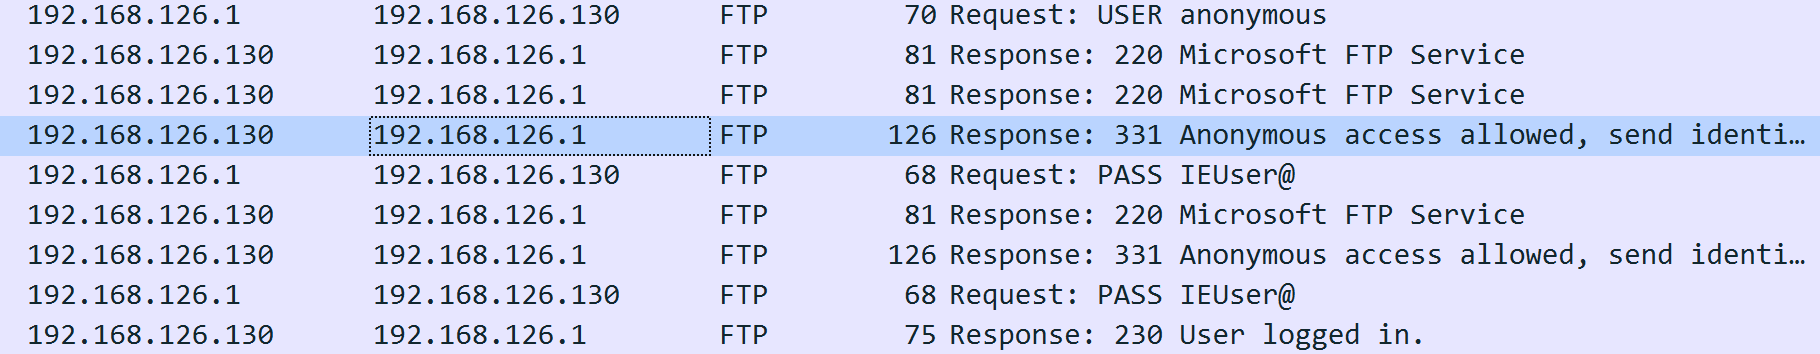 192.168.126.1 192.168.126.130 FTP 70 Request: USER anonymous
192.168.126.130 192.168.126.1 FTP 81 Response: 220 Microsoft FTP Service
192.168.126.130 192.168.126.1 FTP 81 Response: 220 Microsoft FTP Service
192.168.126.130 192.168.126.1 FTP 126 Response: 331 Anonymous access allowed, send identi…
192.168.126.1 192.168.126.130 FTP 68 Request: PASS IEUser@
192.168.126.130 192.168.126.1 FTP 81 Response: 220 Microsoft FTP Service
192.168.126.130 192.168.126.1 FTP 126 Response: 331 Anonymous access allowed, send identi…
192.168.126.1 192.168.126.130 FTP 68 Request: PASS IEUser@
192.168.126.130 192.168.126.1 FTP 75 Response: 230 User logged in.